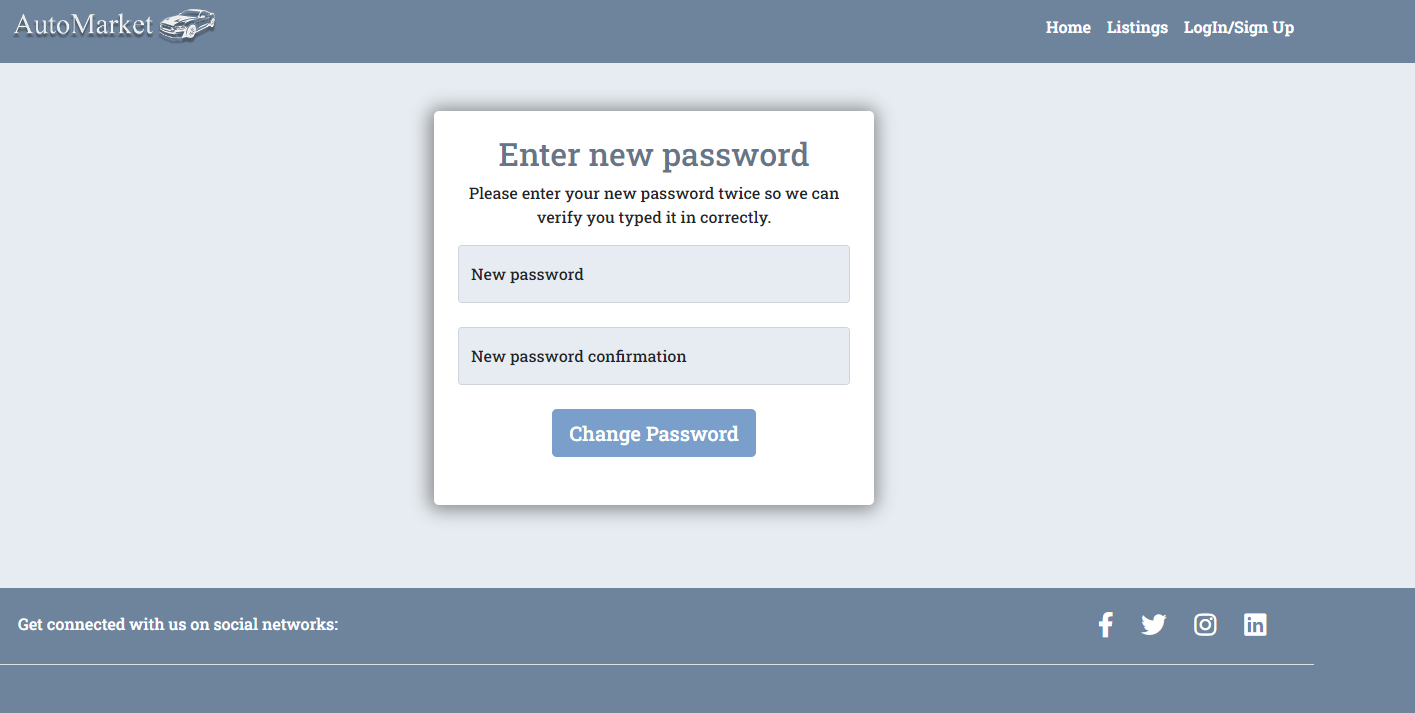 AutoMarket
Home Listings LogIn/Sign Up
Enter new password
Please enter your new password twice so we can
verify you typed it in correctly.
New password
New password confirmation
Change Password
Get connected with us on social networks: